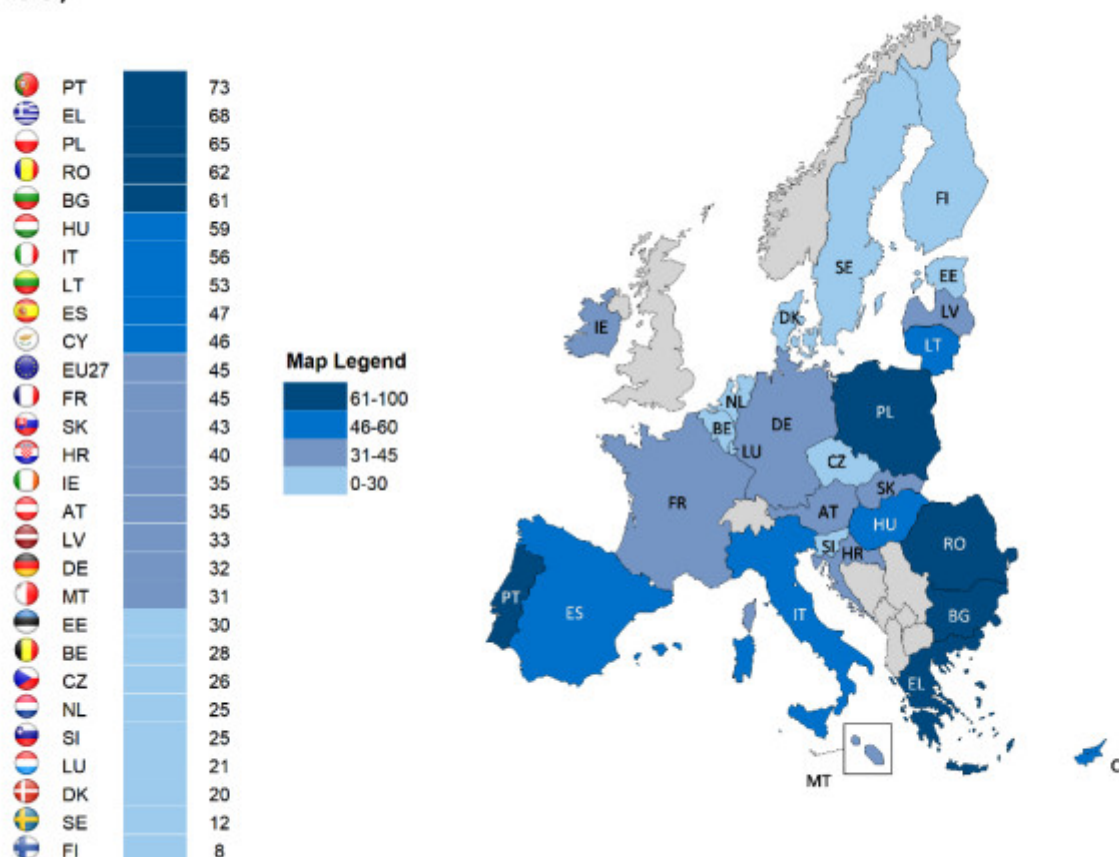 PT 73
EL 68
PL 65
RO 62
BG 61
HU 59
IT 56
LT 53
ES 47
CY 46
EU27 45
FR 45
SK 43
HR 40
IE 35
AT 35
LV 33
DE 32
MT 31
EE 30
BE 28
CZ 26
NL 25
SI 25
LU 21
DK 20
SE 12
FI 8
Map Legend
61-100
46-60
31-45
0-30
FI
SE
EE
LV
IE
DK
LT
NL
PL
BE
DE
LU
CZ
SK
FR
AT
HU
RO
SI
HR
PT
ES
IT
BG
EL
MT